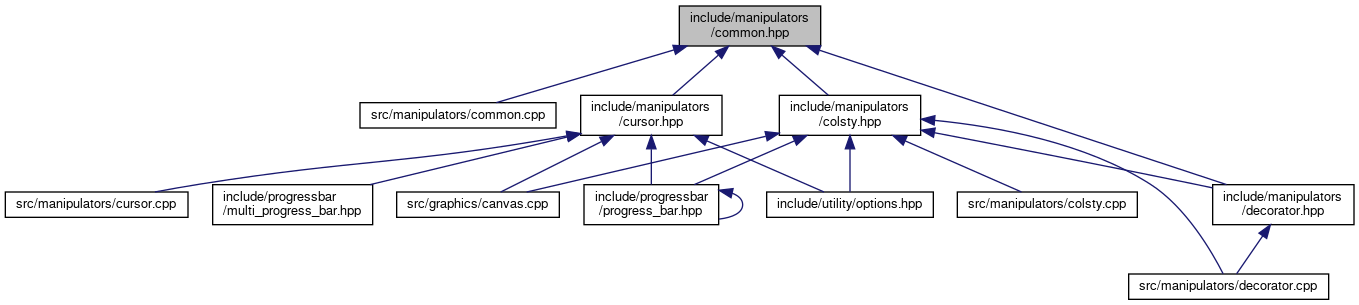 include/manipulators
/common.hpp
src/manipulators/common.cpp
include/manipulators
/cursor.hpp
include/manipulators
/colsty.hpp
src/manipulators/cursor.cpp
include/progressbar
/multi_progress_bar.hpp
src/graphics/canvas.cpp
include/progressbar
/progress_bar.hpp
include/utility/options.hpp
src/manipulators/colsty.cpp
include/manipulators
/decorator.hpp
src/manipulators/decorator.cpp